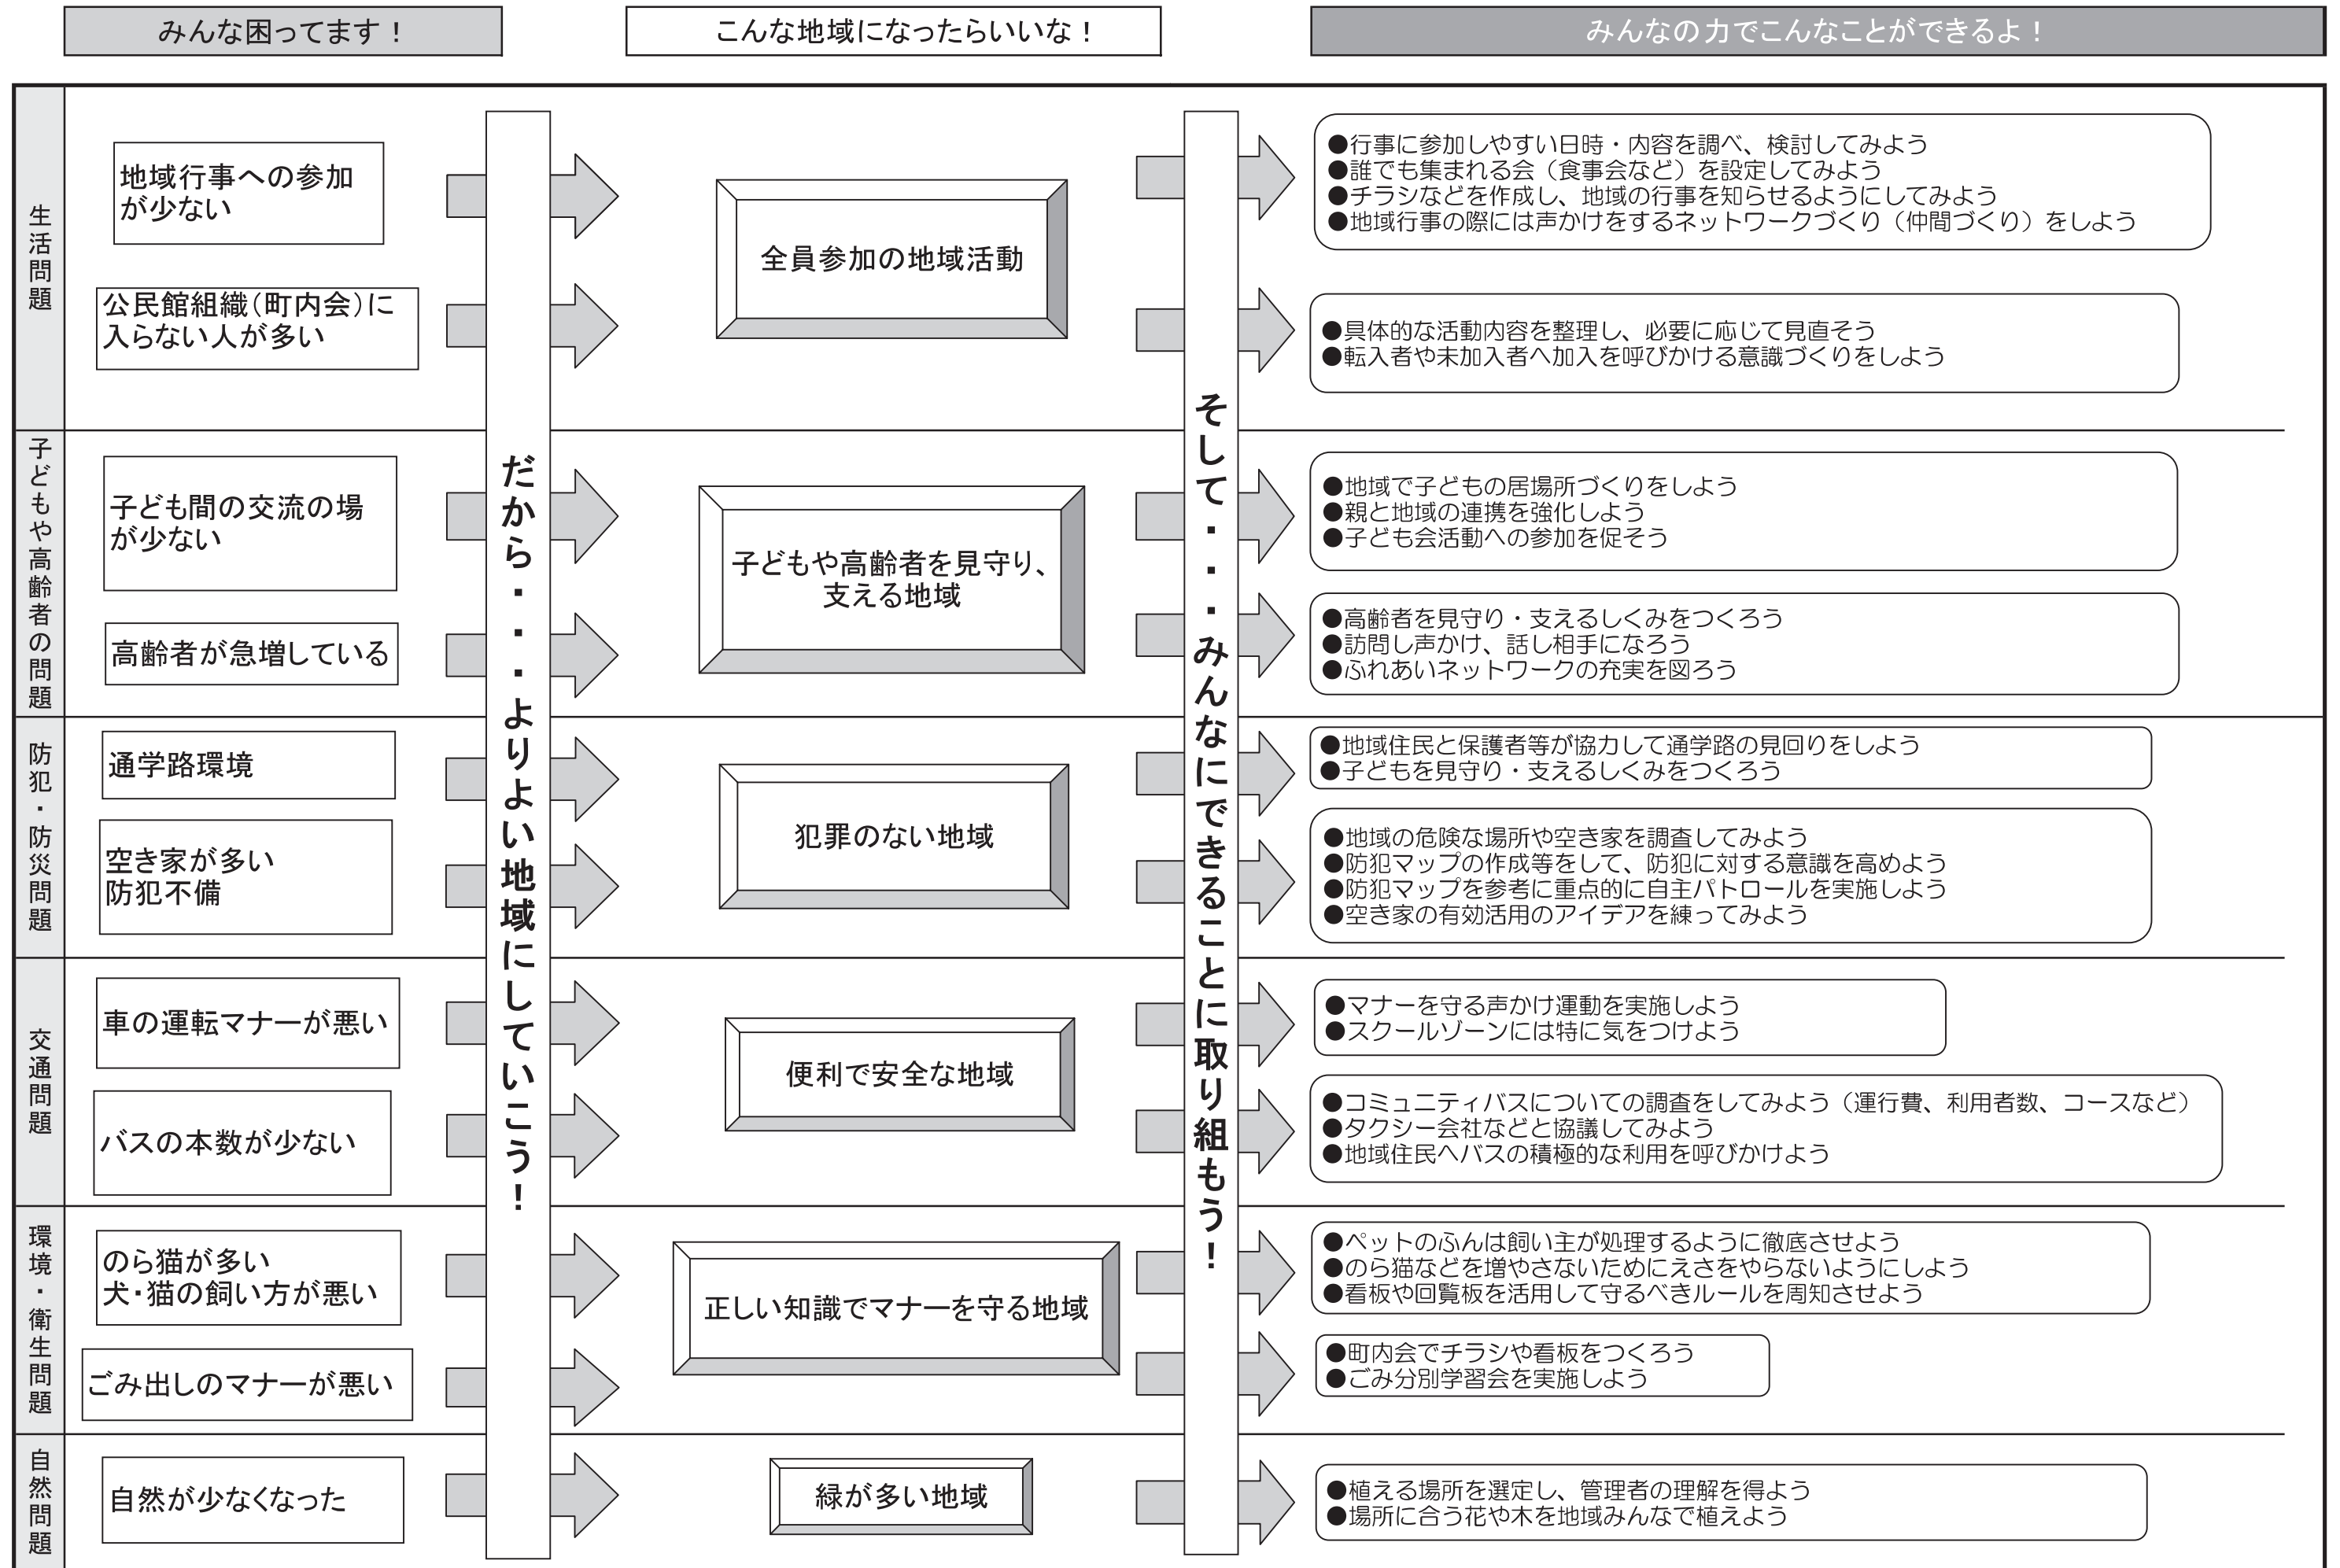 みんな困ってます！
こんな地域になったらいいな！
みんなの力でこんなことができるよ！
生活問題
地域行事への参加
が少ない
公民館組織（町内会）に
入らない人が多い
全員参加の地域活動
●行事に参加しやすい日時・内容を調べ、検討してみよう
●誰でも集まれる会（食事会など）を設定してみよう
●チラシなどを作成し、地域の行事を知らせるようにしてみよう
●地域行事の際には声かけをするネットワークづくり（仲間づくり）をしよう
●具体的な活動内容を整理し、必要に応じて見直そう
●転入者や未加入者へ加入を呼びかける意識づくりをしよう
だから・・・よりよい地域にしていこう！
そして・・・みんなにできることに取り組もう！
子どもや高齢者の問題
子ども間の交流の場
が少ない
高齢者が急増している
子どもや高齢者を見守り、
支える地域
●地域で子どもの居場所づくりをしよう
●親と地域の連携を強化しよう
●子ども会活動への参加を促そう
●高齢者を見守り・支えるしくみをつくろう
●訪問し声かけ、話し相手になろう
●ふれあいネットワークの充実を図ろう
防犯・防災問題
通学路環境
空き家が多い
防犯不備
犯罪のない地域
●地域住民と保護者等が協力して通学路の見回りをしよう
●子どもを見守り・支えるしくみをつくろう
●地域の危険な場所や空き家を調査してみよう
●防犯マップの作成等をして、防犯に対する意識を高めよう
●防犯マップを参考に重点的に自主パトロールを実施しよう
●空き家の有効活用のアイデアを練ってみよう
交通問題
車の運転マナーが悪い
バスの本数が少ない
便利で安全な地域
●マナーを守る声かけ運動を実施しよう
●スクールゾーンには特に気をつけよう
●コミュニティバスについての調査をしてみよう（運行費、利用者数、コースなど）
●タクシー会社などと協議してみよう
●地域住民へバスの積極的な利用を呼びかけよう
環境・衛生問題
のら猫が多い
犬・猫の飼い方が悪い
ごみ出しのマナーが悪い
正しい知識でマナーを守る地域
●ペットのふんは飼い主が処理するように徹底させよう
●のら猫などを増やさないためにえさをやらないようにしよう
●看板や回覧板を活用して守るべきルールを周知させよう
●町内会でチラシや看板をつくろう
●ごみ分別学習会を実施しよう
自然問題
自然が少なくなった
緑が多い地域
●植える場所を選定し、管理者の理解を得よう
●場所に合う花や木を地域みんなで植えよう